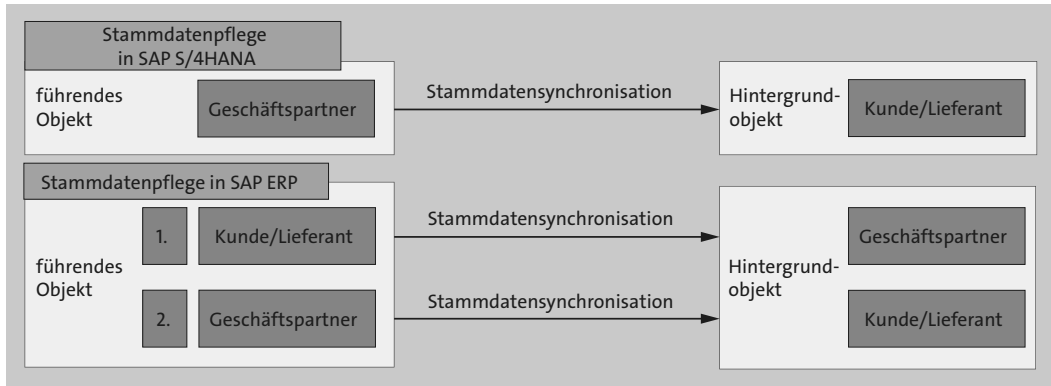 Stammdatenpflege
in SAP S/4HANA
führendes
Objekt
Geschäftspartner
Stammdatensynchronisation
Hintergrund-
objekt
Kunde/Lieferant
Stammdatenpflege in SAP ERP
führendes
Objekt
1.
Kunde/Lieferant
Stammdatensynchronisation
Geschäftspartner
Hintergrund-
objekt
2.
Geschäftspartner
Stammdatensynchronisation
Kunde/Lieferant